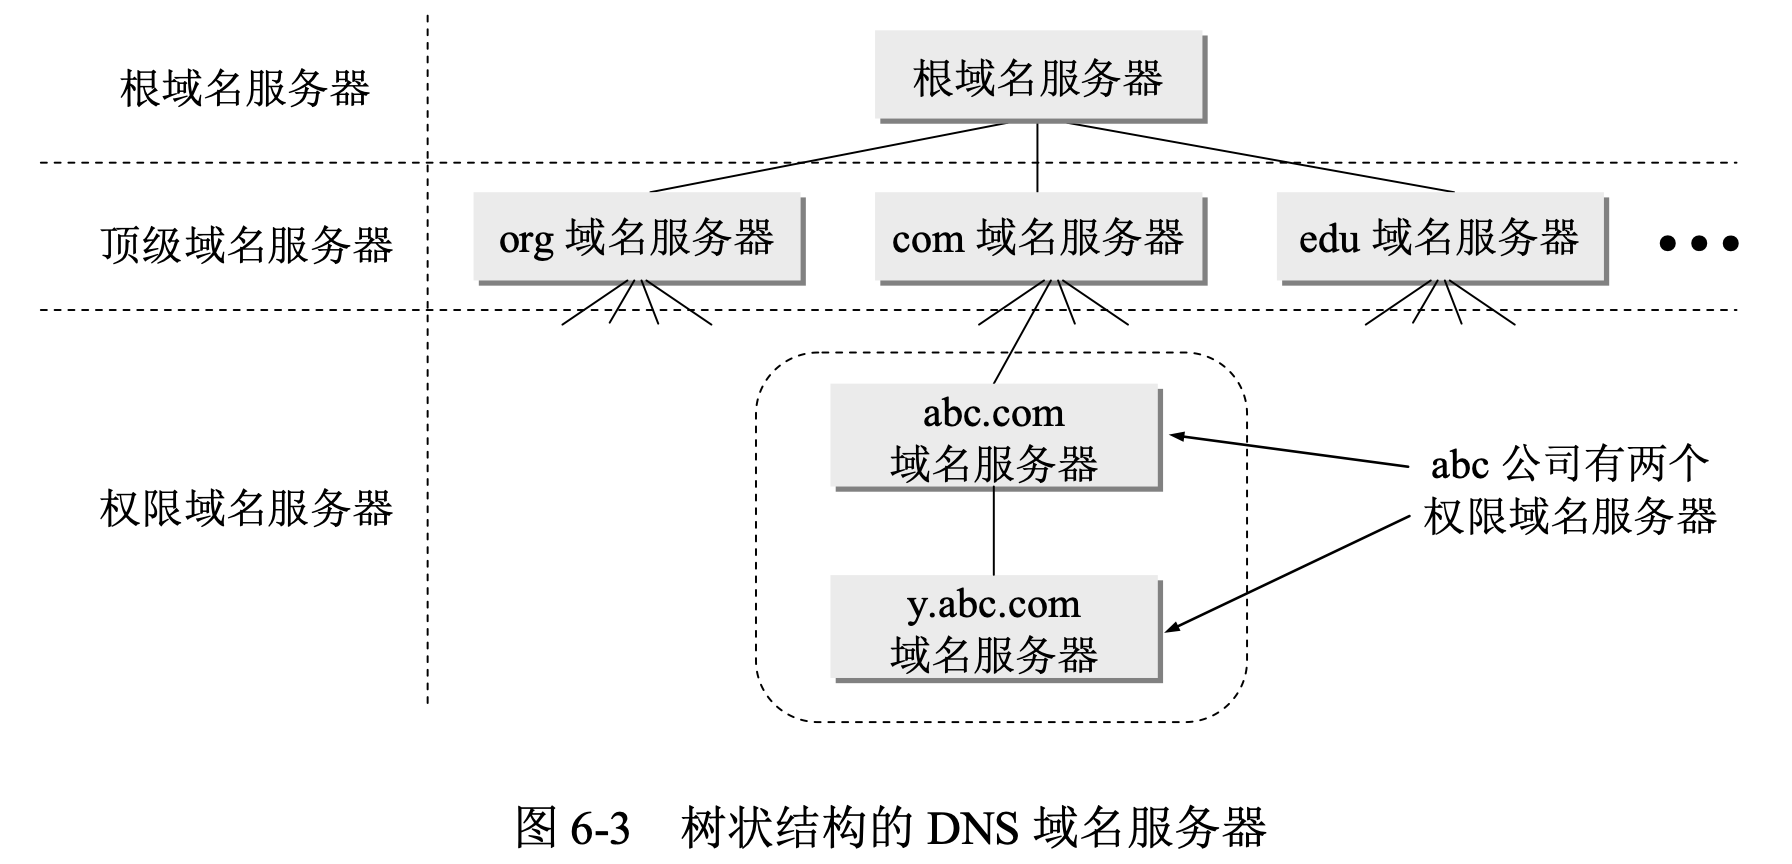 根域名服务器
根域名服务器
顶级域名服务器
org 域名服务器
com 域名服务器
edu 域名服务器
•••
权限域名服务器
abc.com
域名服务器
y.abc.com
域名服务器
abc 公司有两个
权限域名服务器
图 6-3 树状结构的 DNS 域名服务器